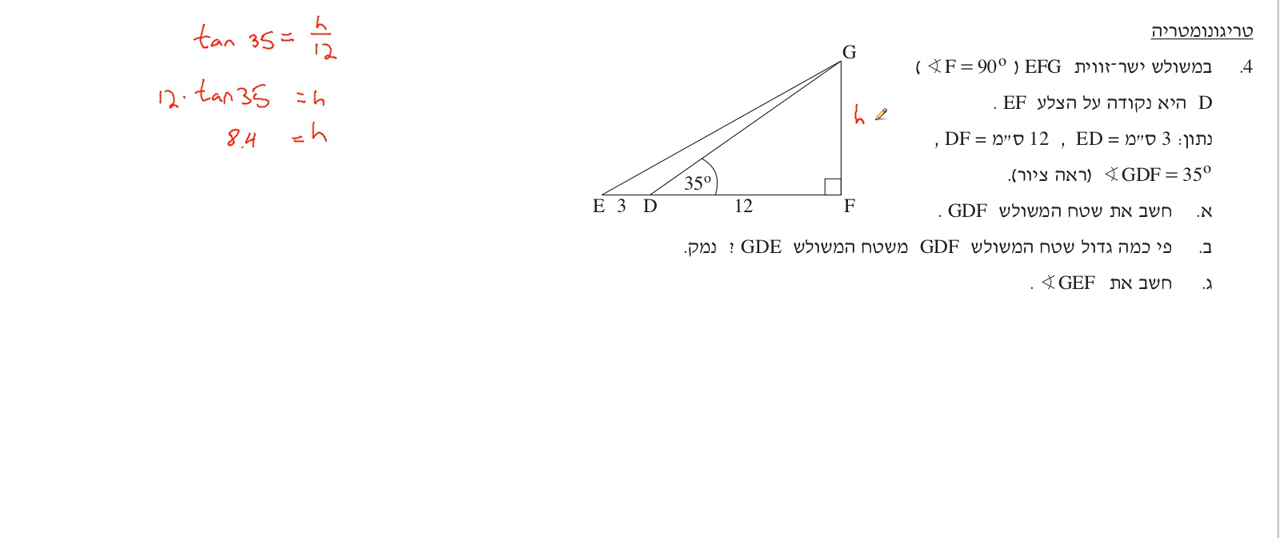 טריגונומטריה
4. במשולש ישר־זווית EFG ( ∢F = 90° )
D היא נקודה על הצלע EF .
נתון: 3 ס״מ = ED , 12 ס״מ = DF ,
∢GDF = 35° (ראה ציור).
א. חשב את שטח המשולש GDF .
ב. פי כמה גדול שטח המשולש GDF משטח המשולש GDE ? נמק.
ג. חשב את ∢GEF .
G
h
35°
E 3 D 12 F
tan 35 = h/12
12 · tan 35 = h
8.4 = h